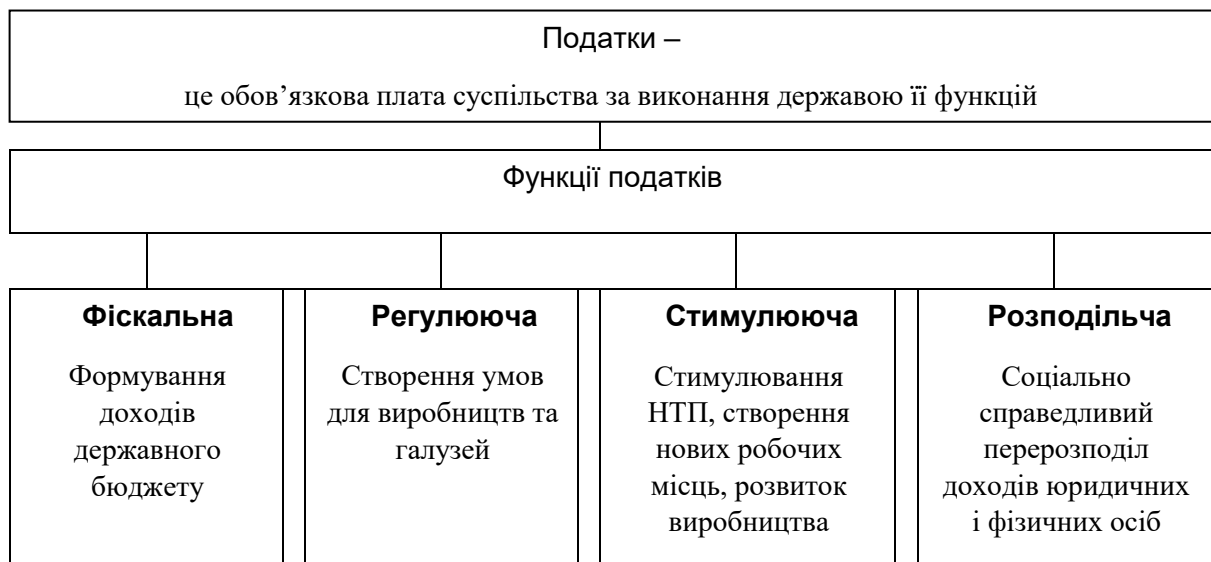 Податки –
це обов’язкова плата суспільства за виконання державою її функцій
Функції податків
Фіскальна
Формування
доходів
державного
бюджету
Регулююча
Створення умов
для виробництв та
галузей
Стимулююча
Стимулювання
НТП, створення
нових робочих
місць, розвиток
виробництва
Розподільча
Соціально
справедливий
перерозподіл
доходів юридичних
і фізичних осіб